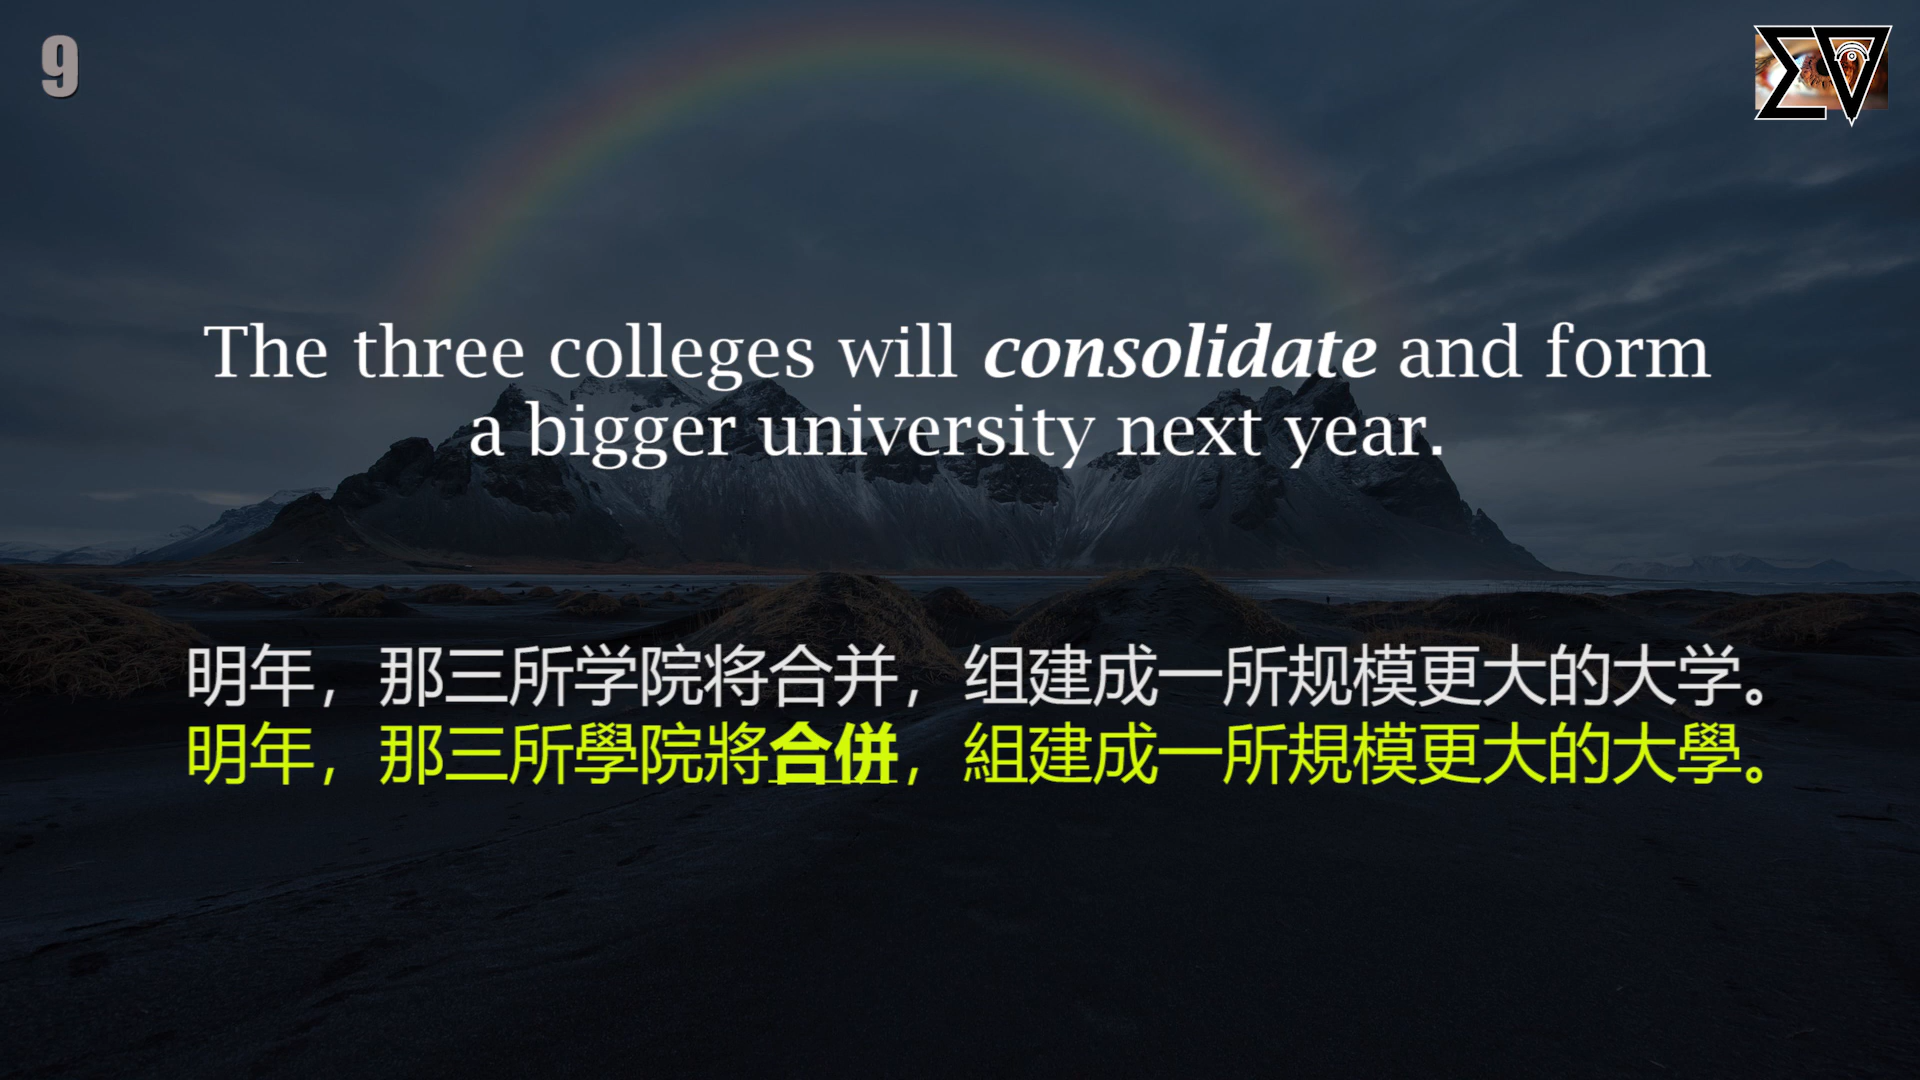 9
The three colleges will consolidate and form
a bigger university next year.
明年，那三所学院将合并，组建成一所规模更大的大学。
明年，那三所學院將合併，組建成一所規模更大的大學。